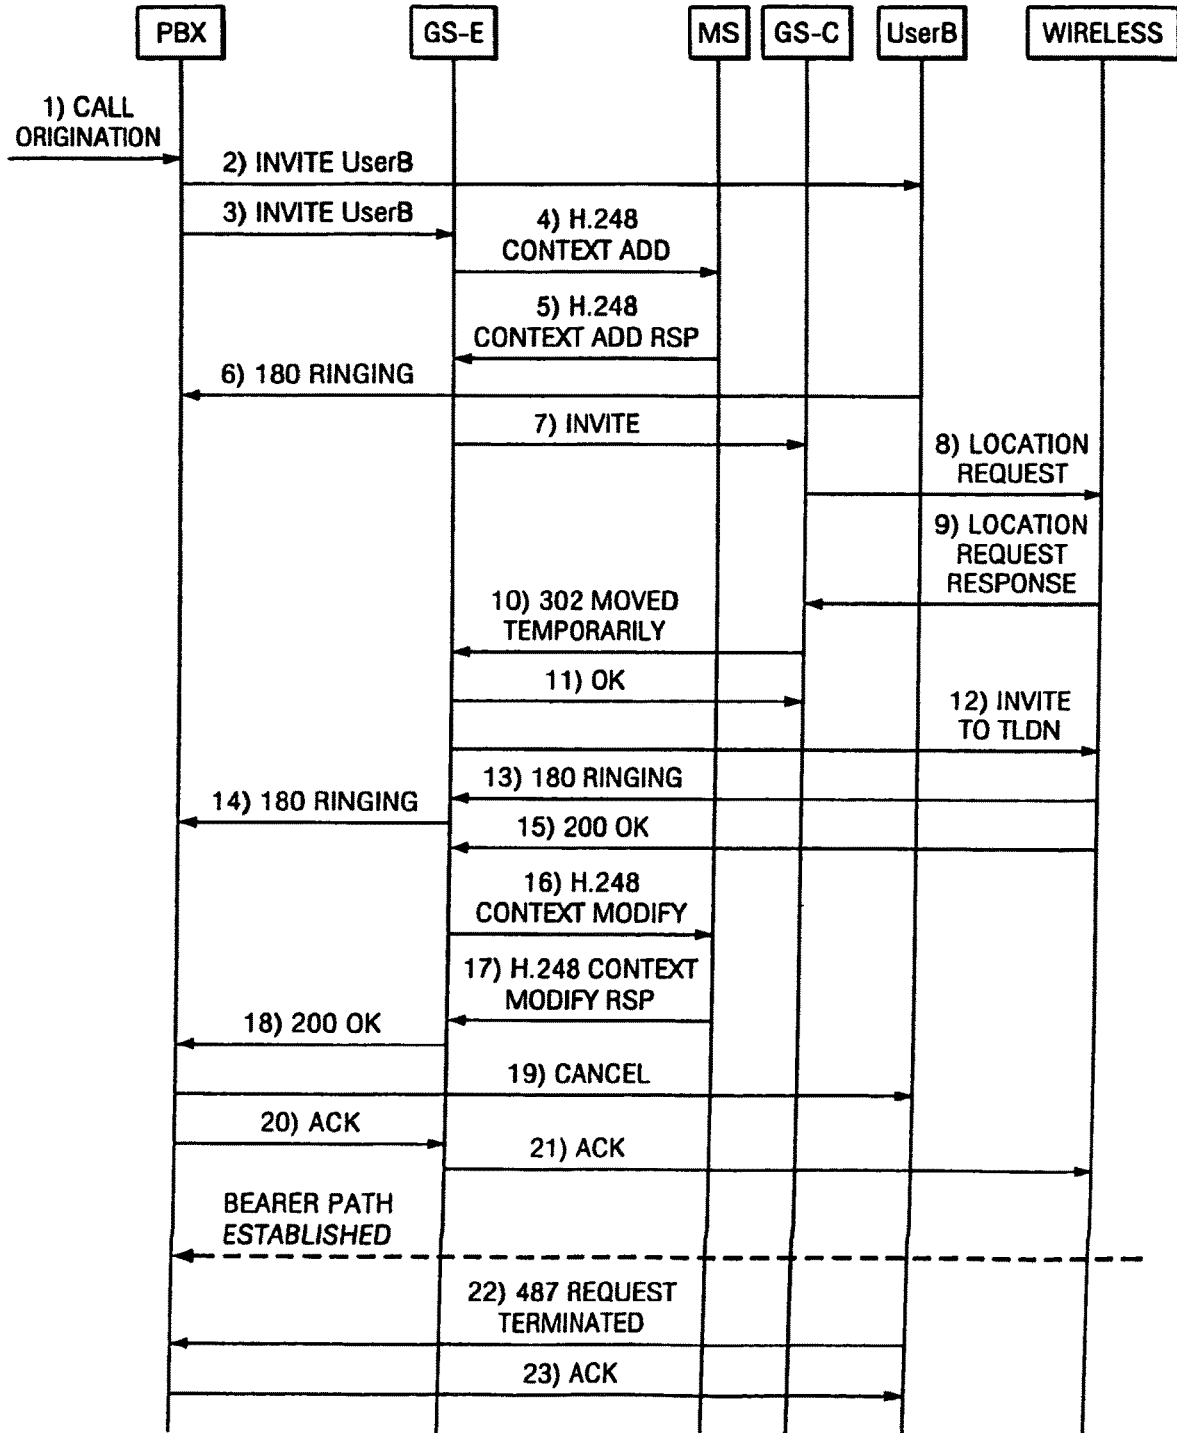 PBX
GS-E
MS
GS-C
UserB
WIRELESS
1) CALL
ORIGINATION
2) INVITE UserB
3) INVITE UserB
4) H.248
CONTEXT ADD
5) H.248
CONTEXT ADD RSP
6) 180 RINGING
7) INVITE
8) LOCATION
REQUEST
9) LOCATION
REQUEST
RESPONSE
10) 302 MOVED
TEMPORARILY
11) OK
12) INVITE
TO TLDN
13) 180 RINGING
14) 180 RINGING
15) 200 OK
16) H.248
CONTEXT MODIFY
17) H.248 CONTEXT
MODIFY RSP
18) 200 OK
19) CANCEL
20) ACK
21) ACK
BEARER PATH
ESTABLISHED
22) 487 REQUEST
TERMINATED
23) ACK